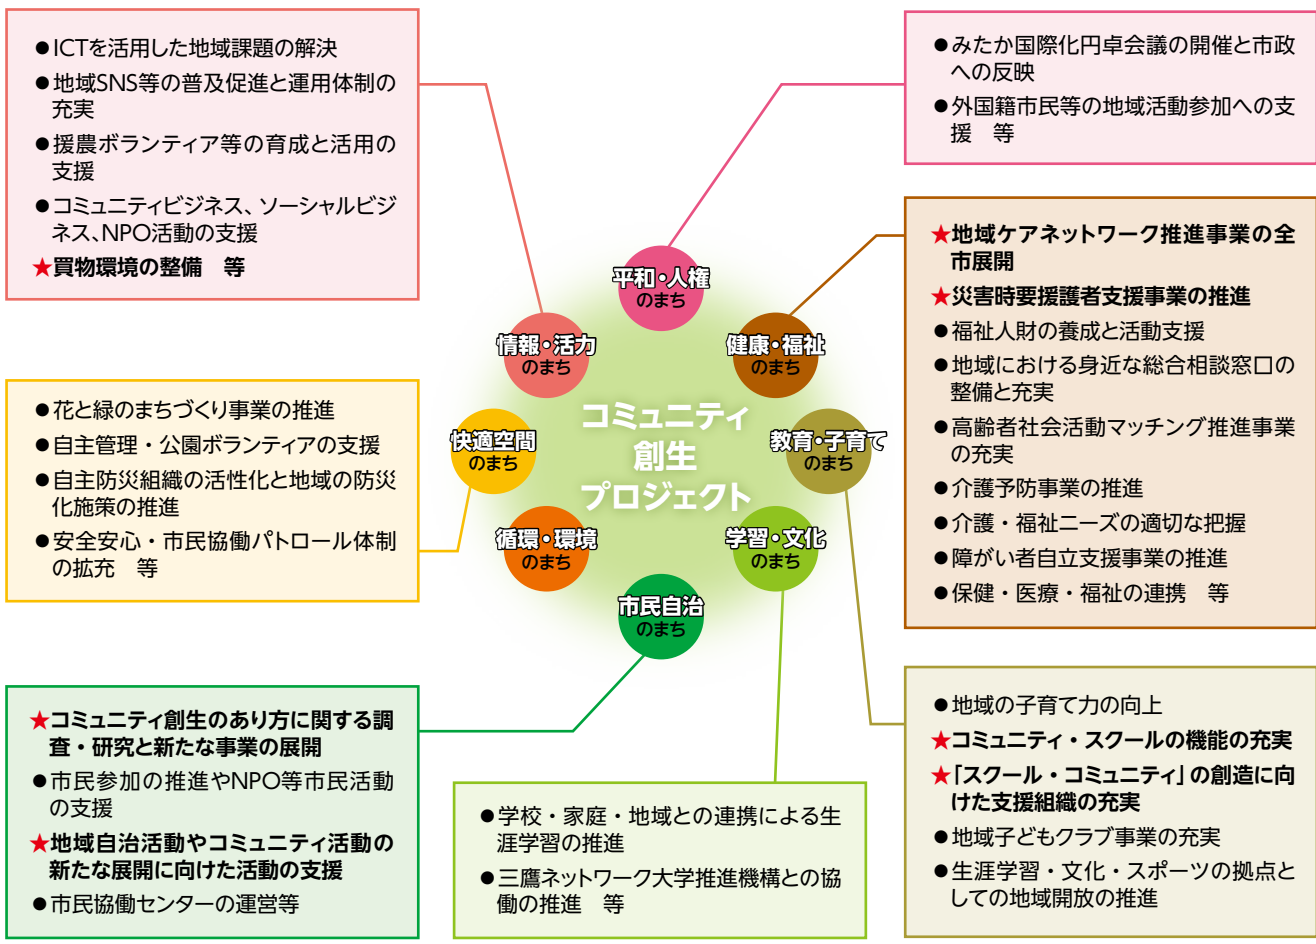 ●ICTを活用した地域課題の解決
●地域SNS等の普及促進と運用体制の
充実
●援農ボランティア等の育成と活用の
支援
●コミュニティビジネス、ソーシャルビジ
ネス、NPO活動の支援
★買物環境の整備　等
●みたか国際化円卓会議の開催と市政
への反映
●外国籍市民等の地域活動参加への支
援　等
★地域ケアネットワーク推進事業の全
市展開
★災害時要援護者支援事業の推進
●福祉人財の養成と活動支援
●地域における身近な総合相談窓口の
整備と充実
●高齢者社会活動マッチング推進事業
の充実
●介護予防事業の推進
●介護・福祉ニーズの適切な把握
●障がい者自立支援事業の推進
●保健・医療・福祉の連携　等
平和・人権
のまち
情報・活力
のまち
健康・福祉
のまち
快適空間
のまち
コミュニティ
創生
プロジェクト
教育・子育て
のまち
循環・環境
のまち
学習・文化
のまち
市民自治
のまち
●花と緑のまちづくり事業の推進
●自主管理・公園ボランティアの支援
●自主防災組織の活性化と地域の防災
化施策の推進
●安全安心・市民協働パトロール体制
の拡充　等
★コミュニティ創生のあり方に関する調
査・研究と新たな事業の展開
●市民参加の推進やNPO等市民活動
の支援
★地域自治活動やコミュニティ活動の
新たな展開に向けた活動の支援
●市民協働センターの運営等
●学校・家庭・地域との連携による生
涯学習の推進
●三鷹ネットワーク大学推進機構との協
働の推進　等
●地域の子育て力の向上
★コミュニティ・スクールの機能の充実
★「スクール・コミュニティ」の創造に向
けた支援組織の充実
●地域子どもクラブ事業の充実
●生涯学習・文化・スポーツの拠点と
しての地域開放の推進